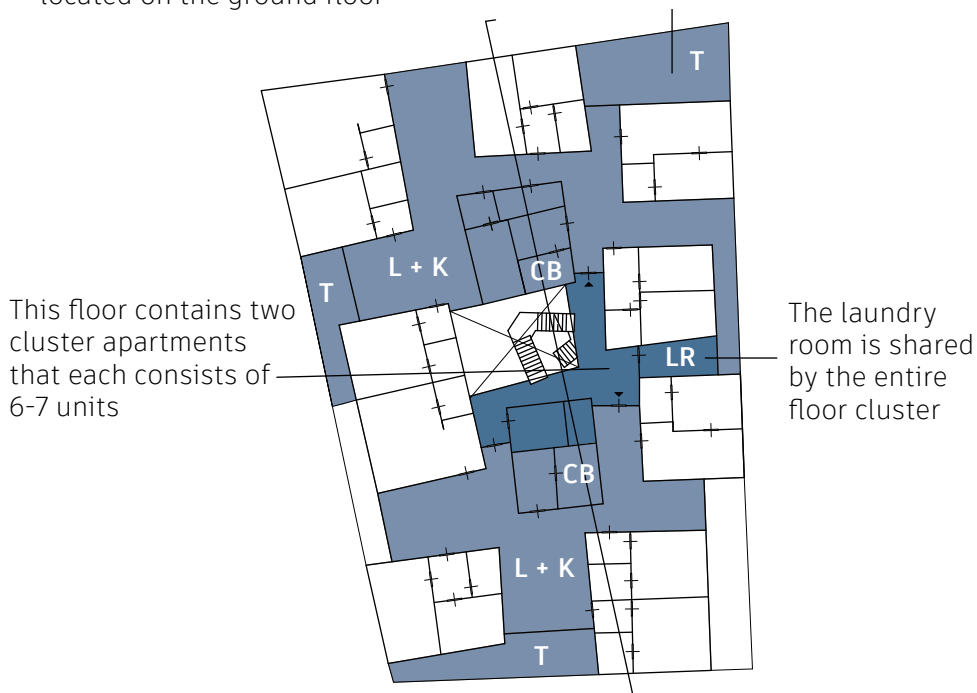 located on the ground floor
T
L + K
CB
T
This floor contains two
cluster apartments
that each consists of
6-7 units
The laundry
room is shared
by the entire
floor cluster
LR
CB
L + K
T